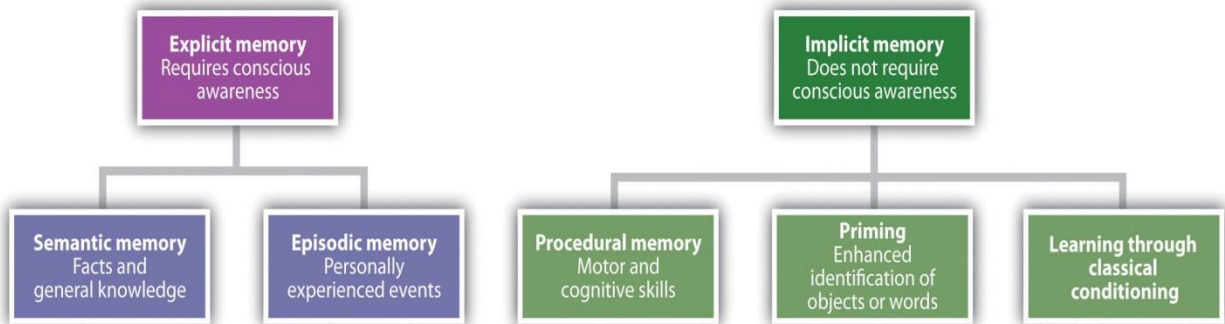 Explicit memory
Requires conscious
awareness
Implicit memory
Does not require
conscious awareness
Semantic memory
Facts and
general knowledge
Episodic memory
Personally
experienced events
Procedural memory
Motor and
cognitive skills
Priming
Enhanced
identification of
objects or words
Learning through
classical
conditioning